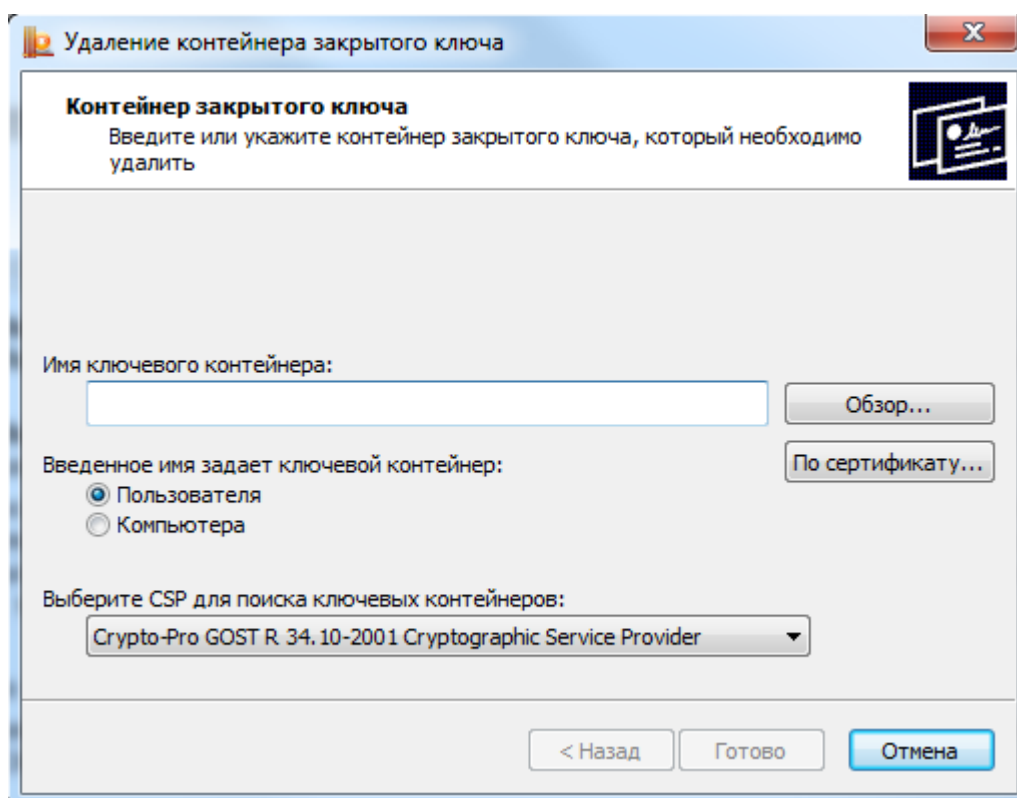 Удаление контейнера закрытого ключа
Контейнер закрытого ключа
Введите или укажите контейнер закрытого ключа, который необходимо
удалить
Имя ключевого контейнера:
Обзор...
Введенное имя задает ключевой контейнер:
По сертификату...
Пользователя
Компьютера
Выберите CSP для поиска ключевых контейнеров:
Crypto-Pro GOST R 34.10-2001 Cryptographic Service Provider
< Назад
Готово
Отмена